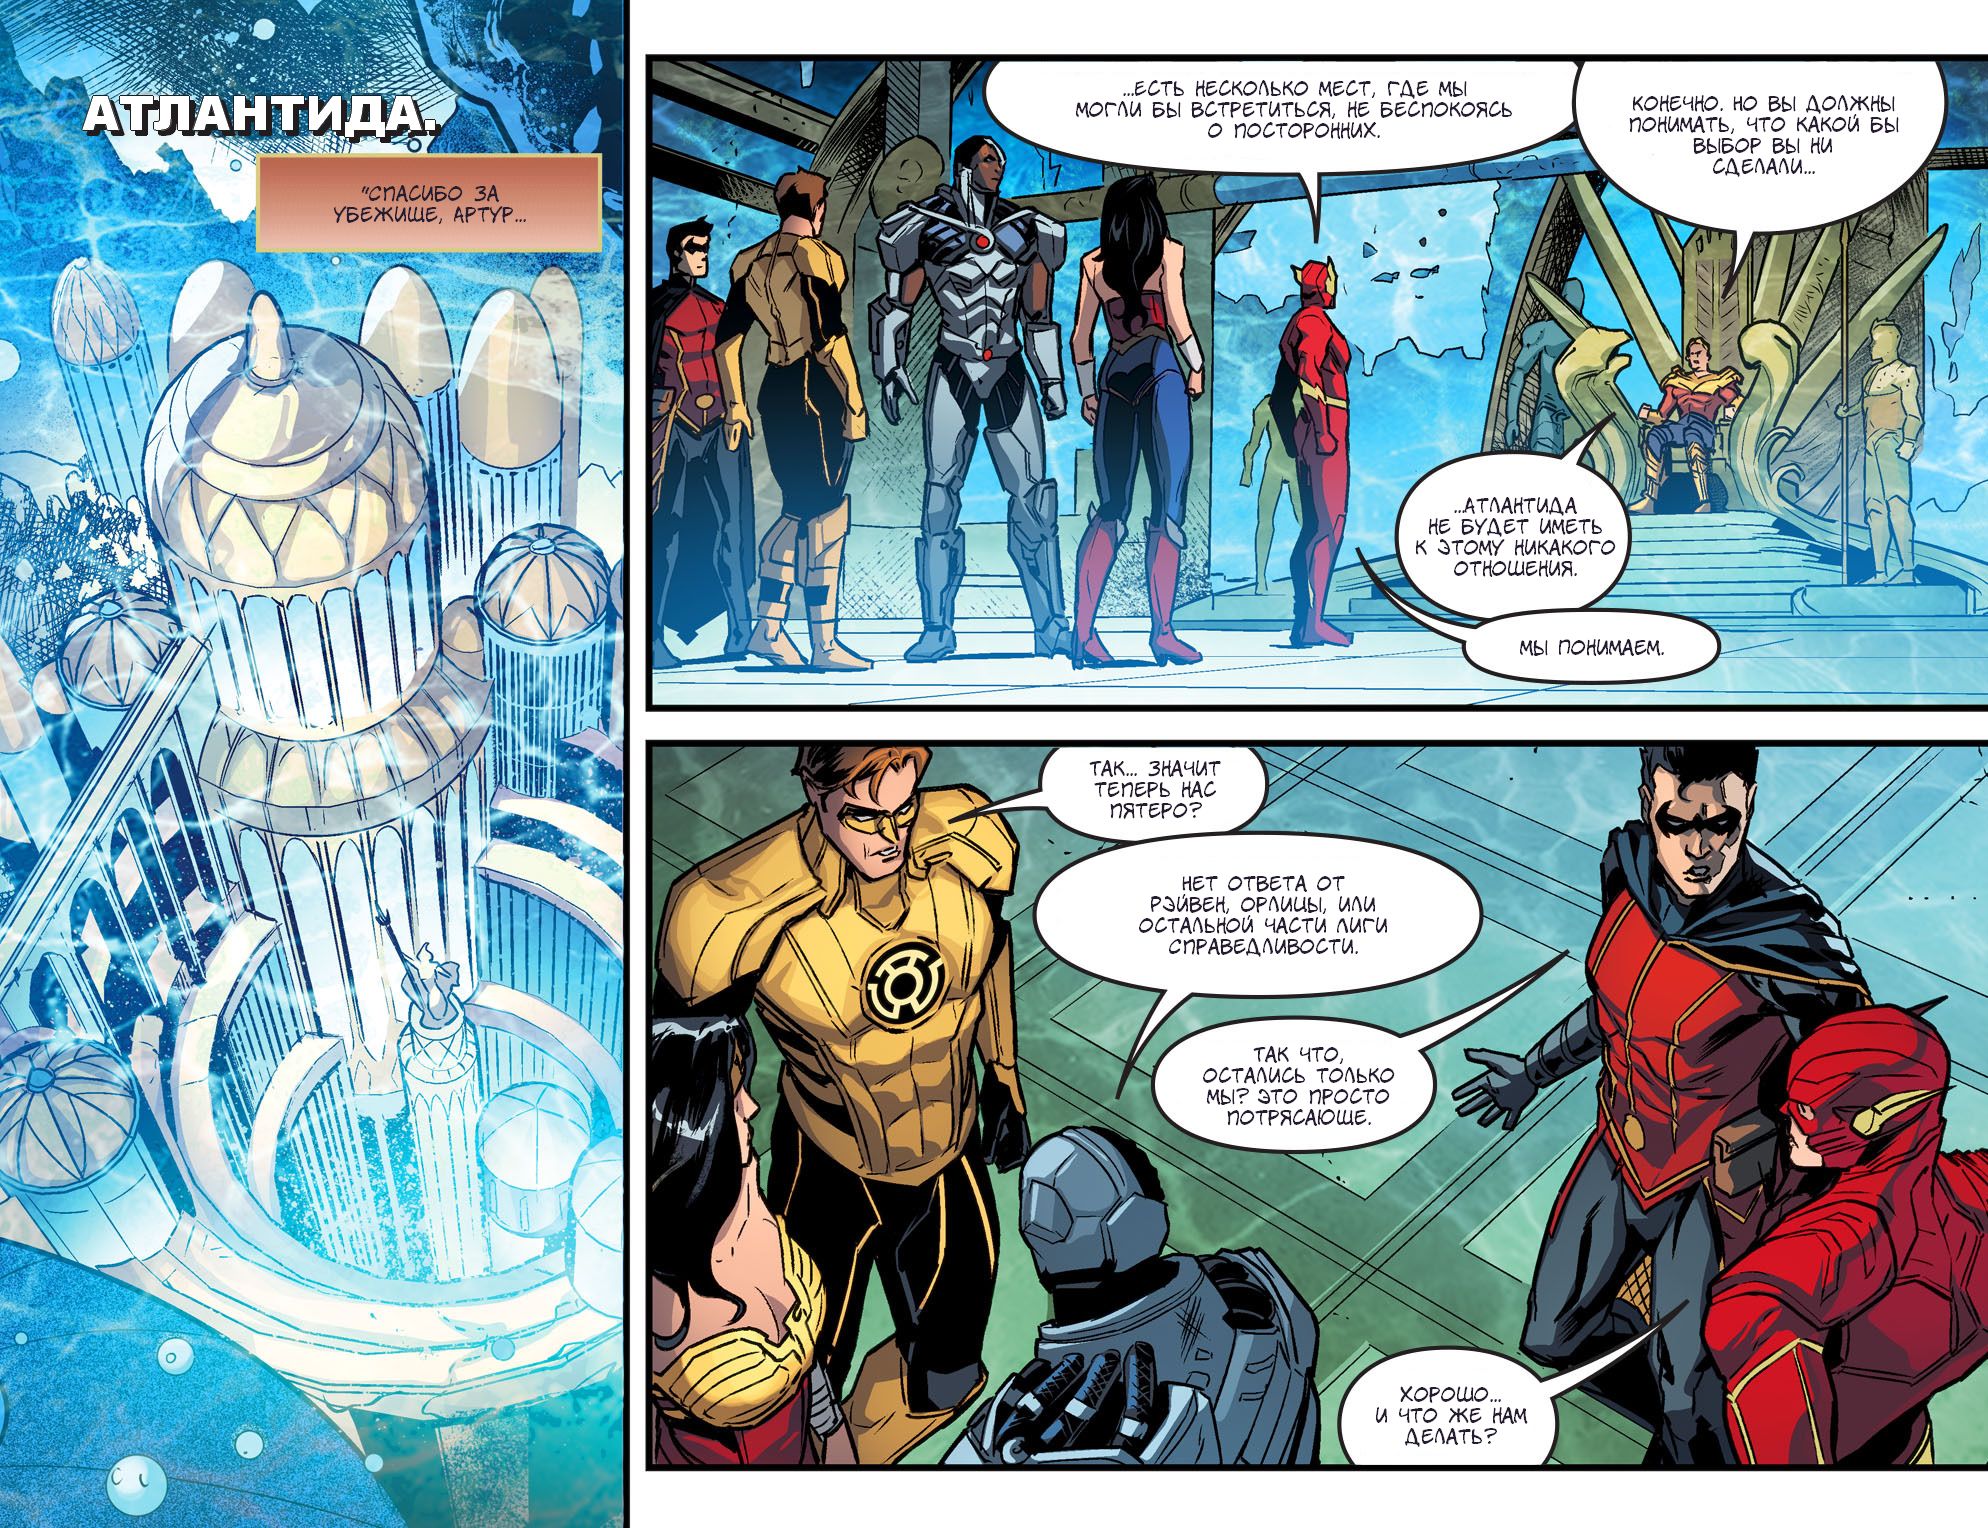 АТЛАНТИДА.
"СПАСИБО ЗА
УБЕЖИЩЕ, АРТУР...
...ЕСТЬ НЕСКОЛЬКО МЕСТ, ГДЕ МЫ
МОГЛИ БЫ ВСТРЕТИТЬСЯ, НЕ БЕСПОКОЯСЬ
О ПОСТОРОННИХ.
КОНЕЧНО. НО ВЫ ДОЛЖНЫ
ПОНИМАТЬ, ЧТО КАКОЙ БЫ
ВЫБОР ВЫ НИ
СДЕЛАЛИ...
...АТЛАНТИДА
НЕ БУДЕТ ИМЕТЬ
К ЭТОМУ НИКАКОГО
ОТНОШЕНИЯ.
МЫ ПОНИМАЕМ.
ТАК... ЗНАЧИТ
ТЕПЕРЬ НАС
ПЯТЕРО?
НЕТ ОТВЕТА ОТ
РЭЙВЕН, ОРЛИЦЫ, ИЛИ
ОСТАЛЬНОЙ ЧАСТИ ЛИГИ
СПРАВЕДЛИВОСТИ.
ТАК ЧТО,
ОСТАЛИСЬ ТОЛЬКО
МЫ? ЭТО ПРОСТО
ПОТРЯСАЮЩЕ.
ХОРОШО...
И ЧТО ЖЕ НАМ
ДЕЛАТЬ?